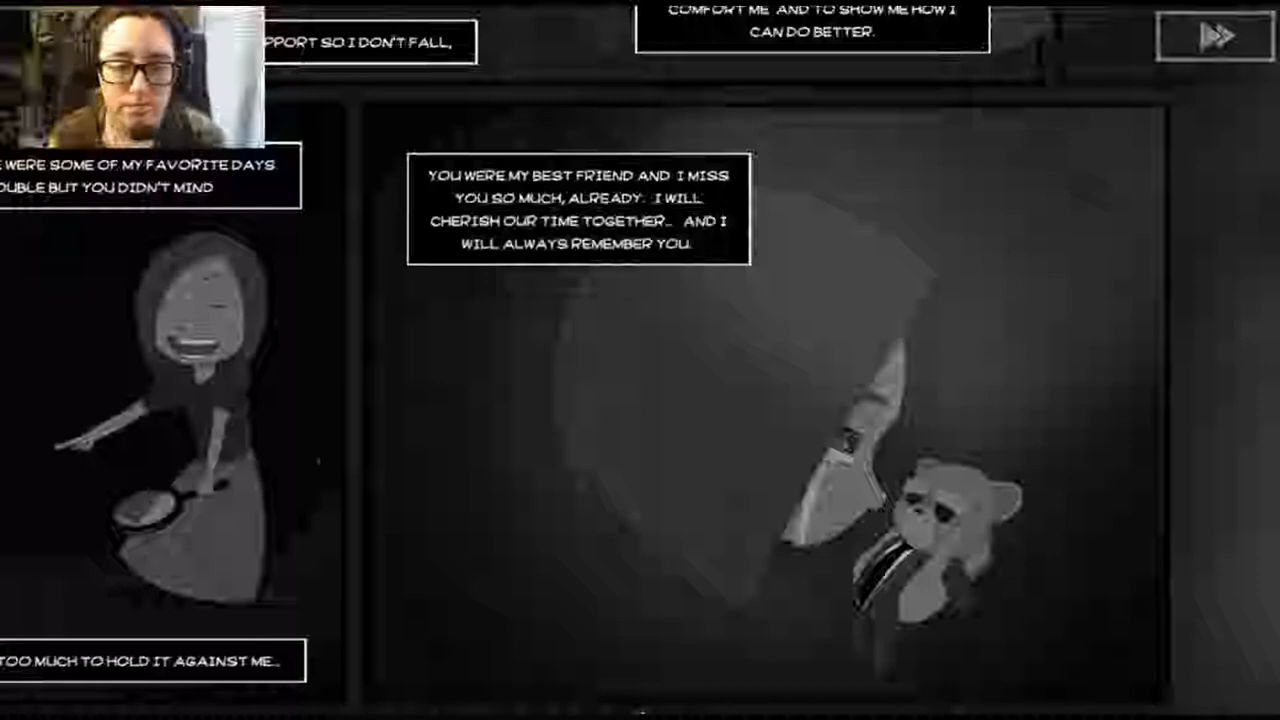 PPORT SO I DON'T FALL,
COMFORT ME AND TO SHOW ME HOW I
CAN DO BETTER.
E WERE SOME OF MY FAVORITE DAYS.
OUBLE BUT YOU DIDN'T MIND
TOO MUCH TO HOLD IT AGAINST ME...
YOU WERE MY BEST FRIEND AND I MISS
YOU SO MUCH, ALREADY. I WILL
CHERISH OUR TIME TOGETHER... AND I
WILL ALWAYS REMEMBER YOU.